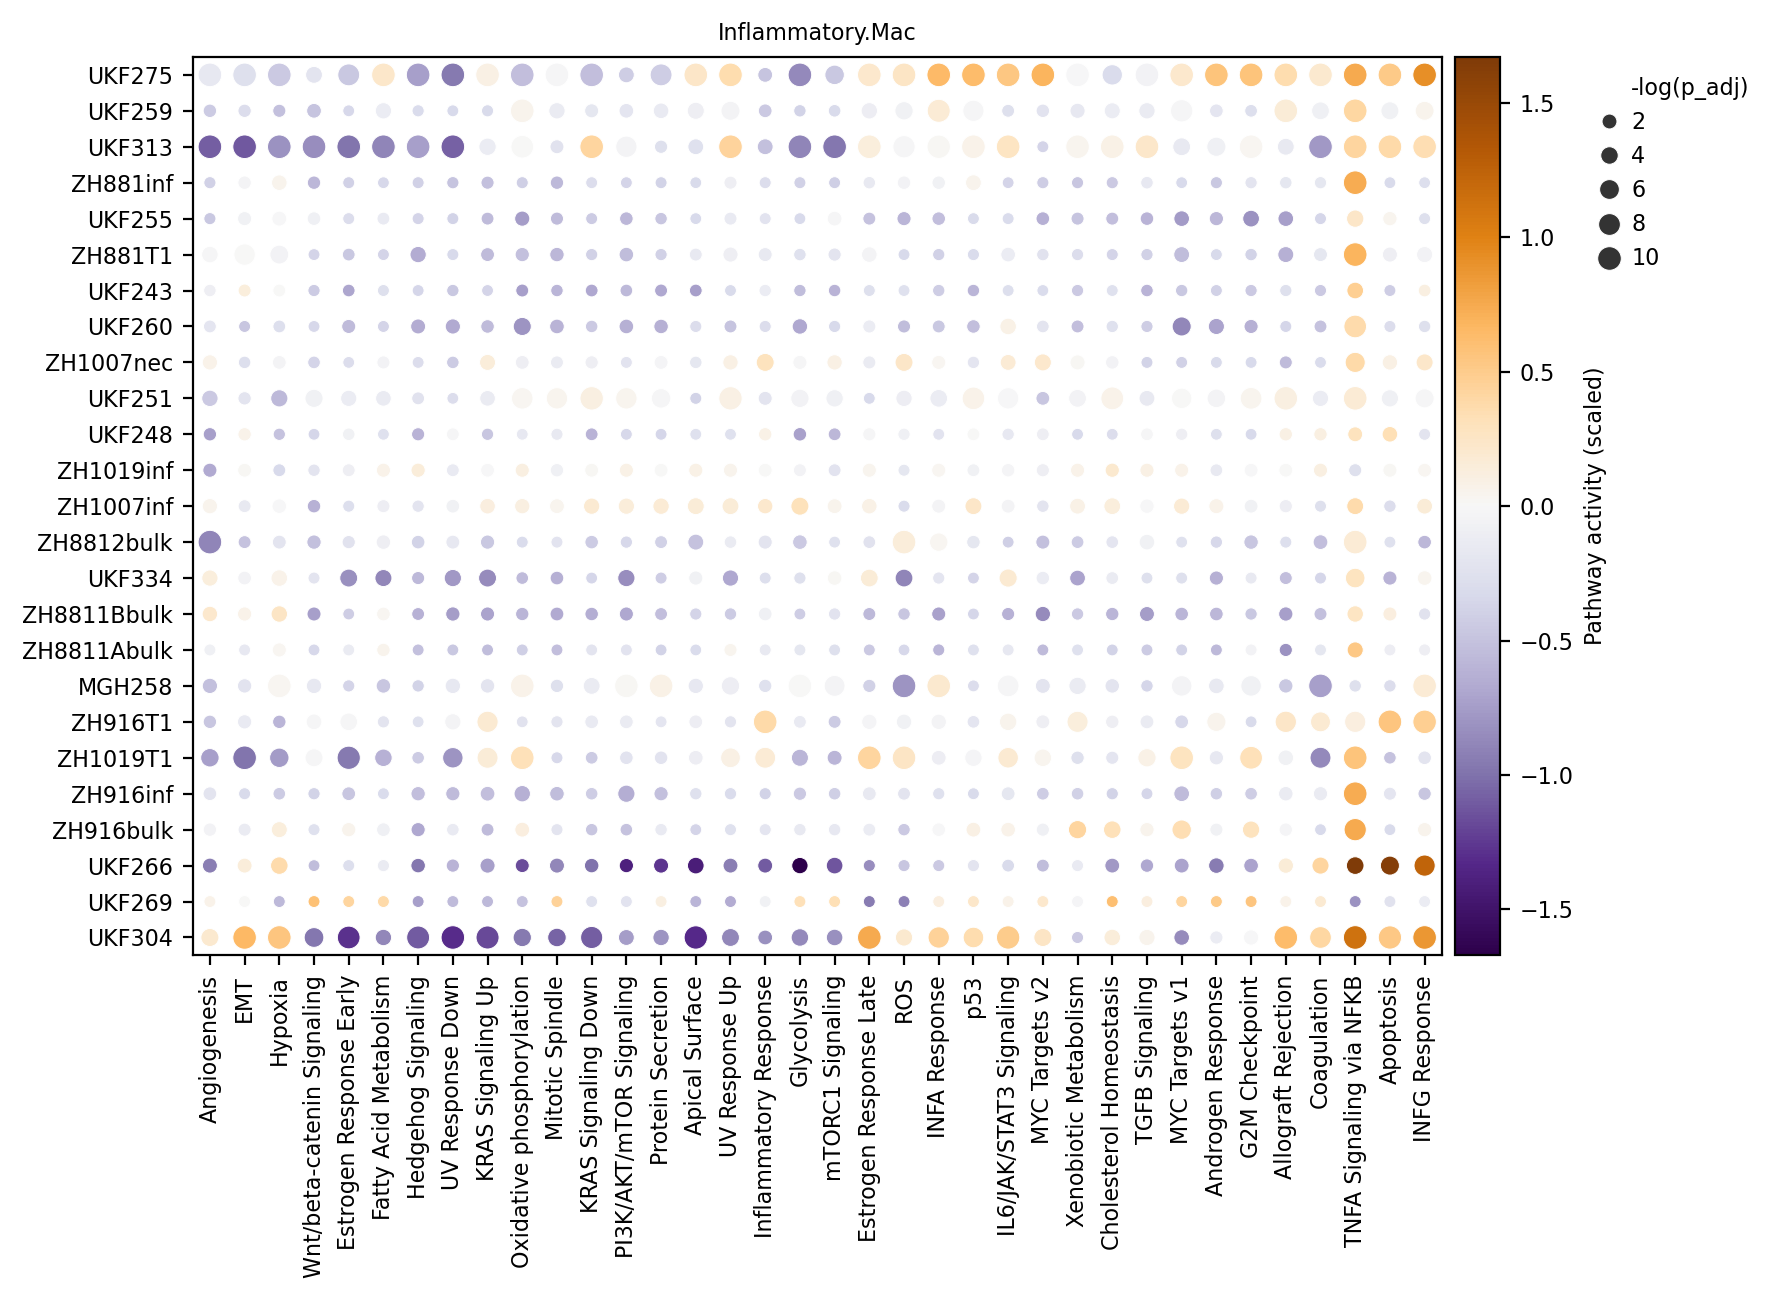 Inflammatory.Mac
UKF275
UKF259
UKF313
ZH881inf
UKF255
ZH881T1
UKF243
UKF260
ZH1007nec
UKF251
UKF248
ZH1019inf
ZH1007inf
ZH8812bulk
UKF334
ZH8811Bbulk
ZH8811Abulk
MGH258
ZH916T1
ZH1019T1
ZH916inf
ZH916bulk
UKF266
UKF269
UKF304
Angiogenesis
EMT
Hypoxia
Wnt/beta-catenin Signaling
Estrogen Response Early
Fatty Acid Metabolism
Hedgehog Signaling
UV Response Down
KRAS Signaling Up
Oxidative phosphorylation
Mitotic Spindle
KRAS Signaling Down
PI3K/AKT/mTOR Signaling
Protein Secretion
Apical Surface
UV Response Up
Inflammatory Response
Glycolysis
mTORC1 Signaling
Estrogen Response Late
ROS
INFA Response
p53
IL6/JAK/STAT3 Signaling
MYC Targets v2
Xenobiotic Metabolism
Cholesterol Homeostasis
TGFB Signaling
MYC Targets v1
Androgen Response
G2M Checkpoint
Allograft Rejection
Coagulation
TNFA Signaling via NFKB
Apoptosis
INFG Response
1.5
1.0
0.5
0.0
−0.5
−1.0
−1.5
Pathway activity (scaled)
-log(p_adj)
2
4
6
8
10